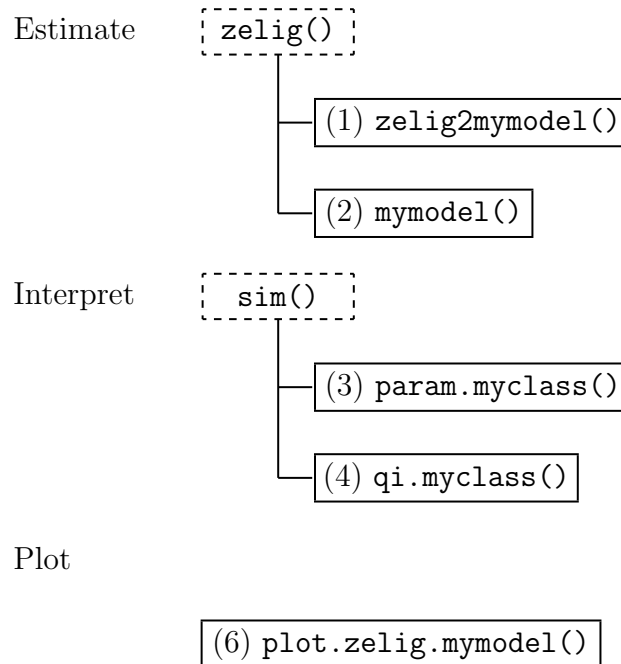 Estimate zelig()
(1) zelig2mymodel()
(2) mymodel()
Interpret sim()
(3) param.myclass()
(4) qi.myclass()
Plot
(6) plot.zelig.mymodel()